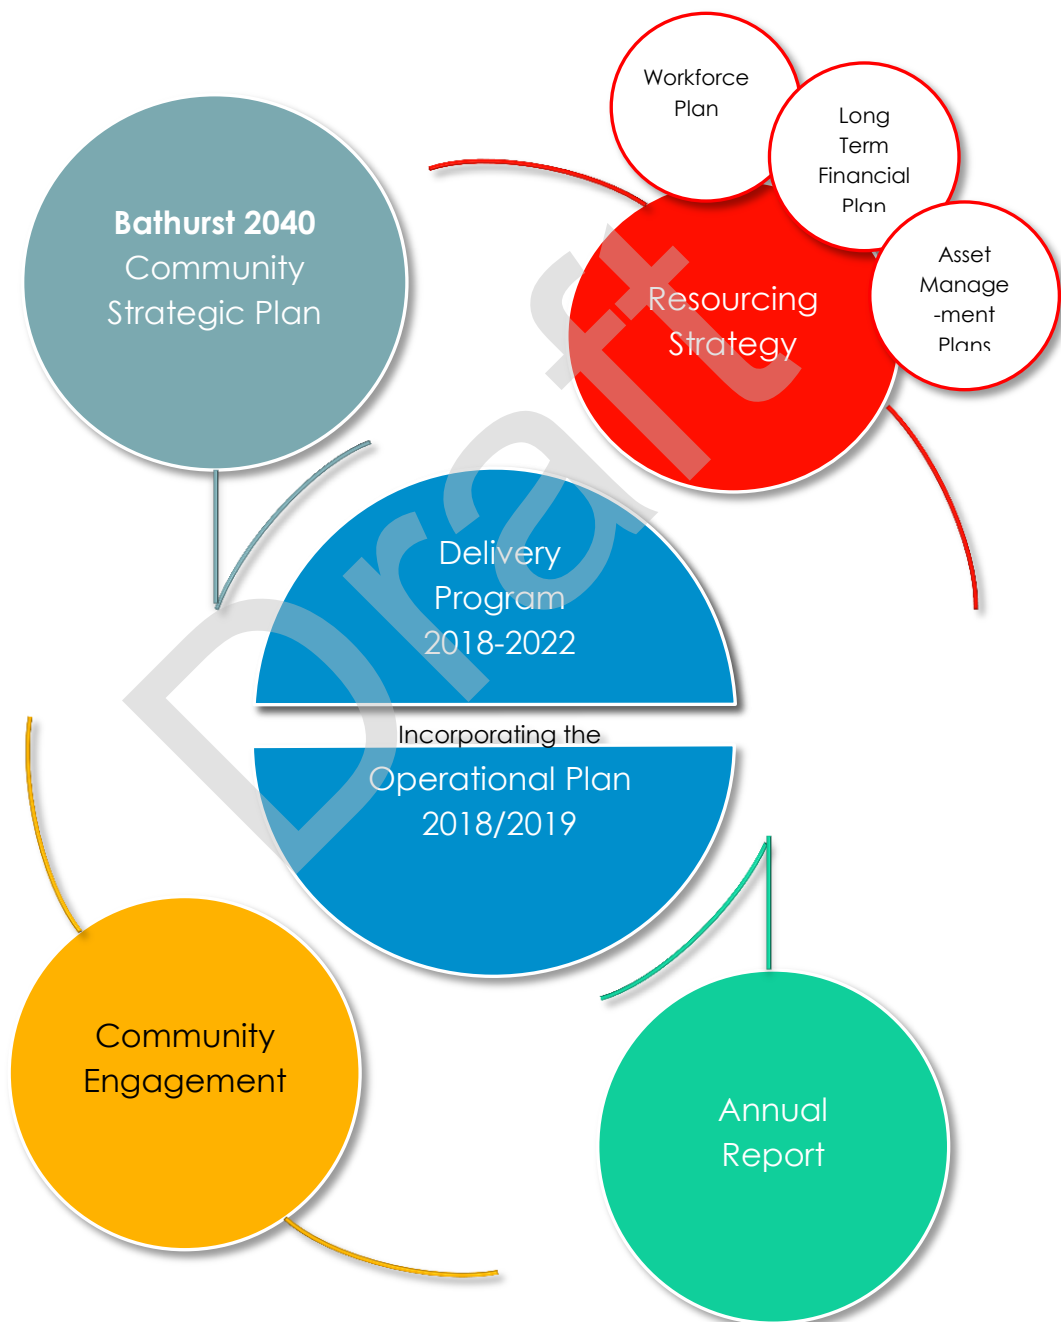 Bathurst 2040
Community
Strategic Plan
Workforce
Plan
Long
Term
Financial
Plan
Asset
Manage
-ment
Plans
Resourcing
Strategy
Delivery
Program
2018-2022
Incorporating the
Operational Plan
2018/2019
Community
Engagement
Annual
Report
Draft